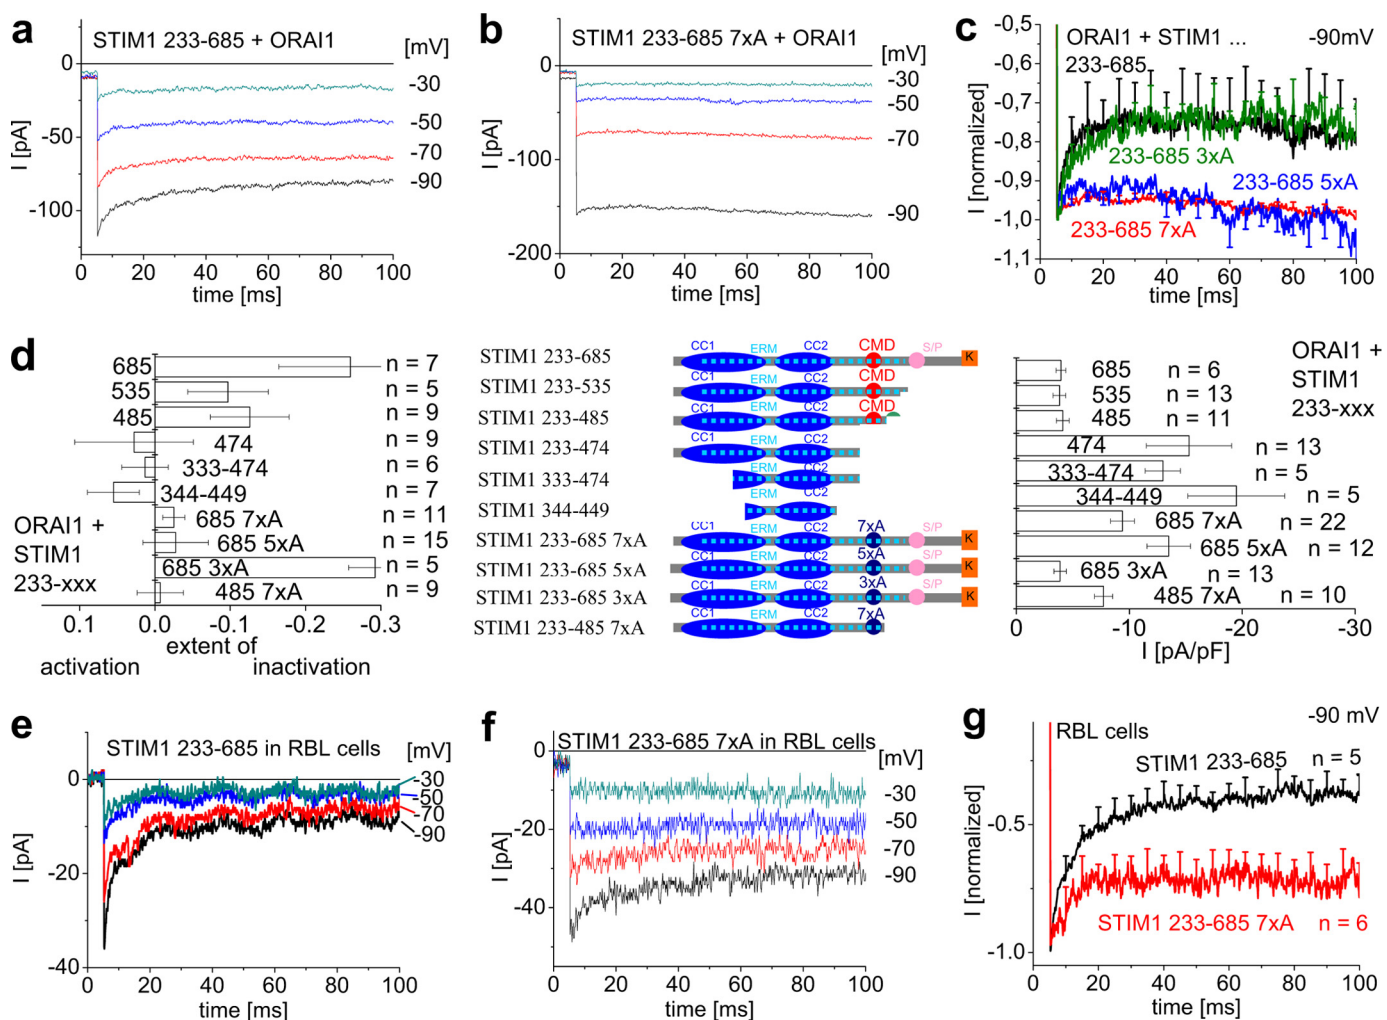 a
STIM1 233-685 + ORAI1 [mV]
0
-50
-100
I [pA]
-30
-50
-70
-90
0 20 40 60 80 100
time [ms]
b
STIM1 233-685 7xA + ORAI1 [mV]
0
-100
-200
I [pA]
-30
-50
-70
-90
0 20 40 60 80 100
time [ms]
c
ORAI1 + STIM1 ... -90mV
233-685
233-685 3xA
233-685 5xA
233-685 7xA
-0,5
-0,6
-0,7
-0,8
-0,9
-1,0
-1,1
I [normalized]
0 20 40 60 80 100
time [ms]
d
685 n = 7
535 n = 5
485 n = 9
474 n = 9
333-474 n = 6
344-449 n = 7
685 7xA n = 11
685 5xA n = 15
685 3xA n = 5
485 7xA n = 9
ORAI1 +
STIM1
233-xxx
0.1 0.0 -0.1 -0.2 -0.3
extent of
activation inactivation
STIM1 233-685 CC1 ERM CC2 CMD S/P K
STIM1 233-535 CC1 ERM CC2 CMD
STIM1 233-485 CC1 ERM CC2 CMD
STIM1 233-474 CC1 ERM CC2
STIM1 333-474 ERM CC2
STIM1 344-449 ERM CC2
STIM1 233-685 7xA CC1 ERM CC2 7xA S/P K
STIM1 233-685 5xA CC1 ERM CC2 5xA S/P K
STIM1 233-685 3xA CC1 ERM CC2 3xA S/P K
STIM1 233-485 7xA CC1 ERM CC2 7xA
ORAI1 +
STIM1
233-xxx
685 n = 6
535 n = 13
485 n = 11
474 n = 13
333-474 n = 5
344-449 n = 5
685 7xA n = 22
685 5xA n = 12
685 3xA n = 13
485 7xA n = 10
0 -10 -20 -30
I [pA/pF]
e
STIM1 233-685 in RBL cells [mV]
0
-20
-40
I [pA]
-30
-50
-70
-90
0 20 40 60 80 100
time [ms]
f
STIM1 233-685 7xA in RBL cells [mV]
0
-20
-40
I [pA]
-30
-50
-70
-90
0 20 40 60 80 100
time [ms]
g
-90 mV
RBL cells
STIM1 233-685 n = 5
STIM1 233-685 7xA n = 6
-0.5
-1.0
I [normalized]
0 20 40 60 80 100
time [ms]